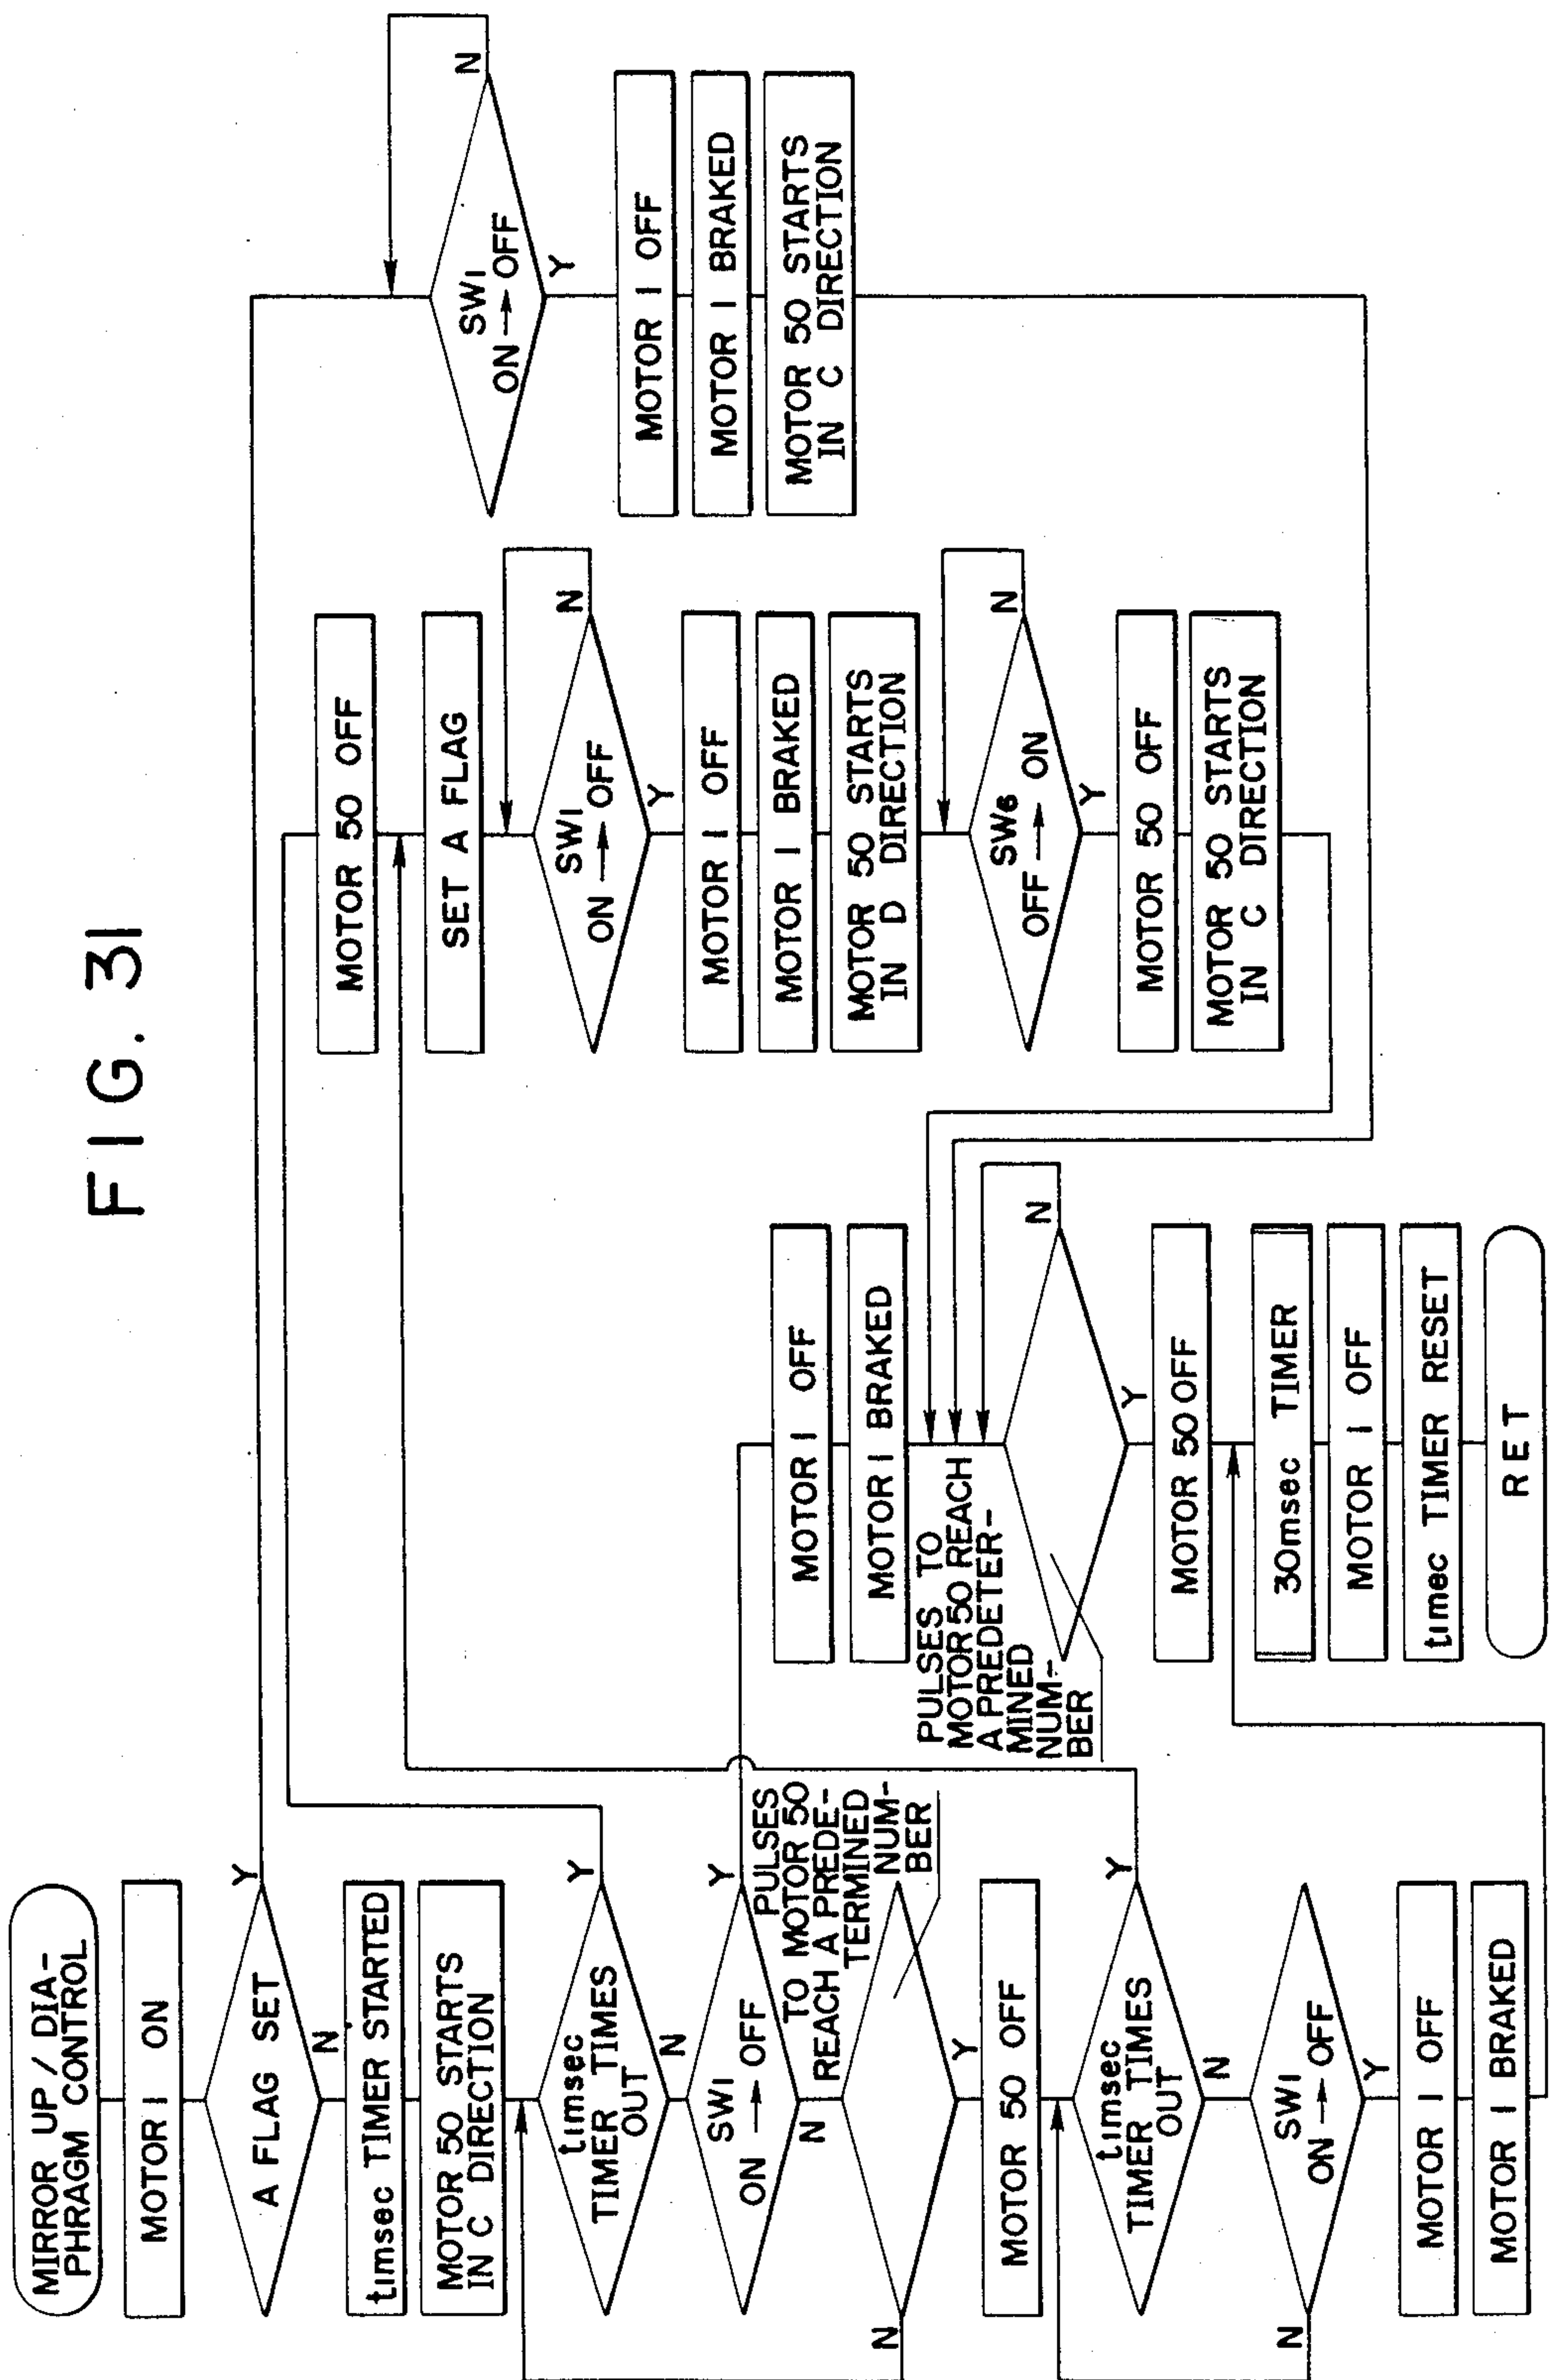 FIG. 31
MIRROR UP / DIA-
PHRAGM CONTROL
MOTOR 1 ON
A FLAG SET
Y
N
t1msec TIMER STARTED
MOTOR 50 STARTS
IN C DIRECTION
t1msec
TIMER TIMES
OUT
Y
N
SW1
ON → OFF
Y
N
PULSES
TO MOTOR 50
REACH A PREDE-
TERMINED
NUM-
BER
N
Y
MOTOR 50 OFF
t1msec
TIMER TIMES
OUT
Y
N
SW1
ON → OFF
N
Y
MOTOR 1 OFF
MOTOR 1 BRAKED
MOTOR 1 OFF
MOTOR 1 BRAKED
PULSES TO
MOTOR 50 REACH
A PREDETER-
MINED
NUM-
BER
N
Y
MOTOR 50 OFF
30msec TIMER
MOTOR 1 OFF
t1msec TIMER RESET
RET
MOTOR 50 OFF
SET A FLAG
SW1
ON → OFF
N
Y
MOTOR 1 OFF
MOTOR 1 BRAKED
MOTOR 50 STARTS
IN D DIRECTION
SW6
OFF → ON
N
Y
MOTOR 50 OFF
MOTOR 50 STARTS
IN C DIRECTION
SW1
ON → OFF
N
Y
MOTOR 1 OFF
MOTOR 1 BRAKED
MOTOR 50 STARTS
IN C DIRECTION